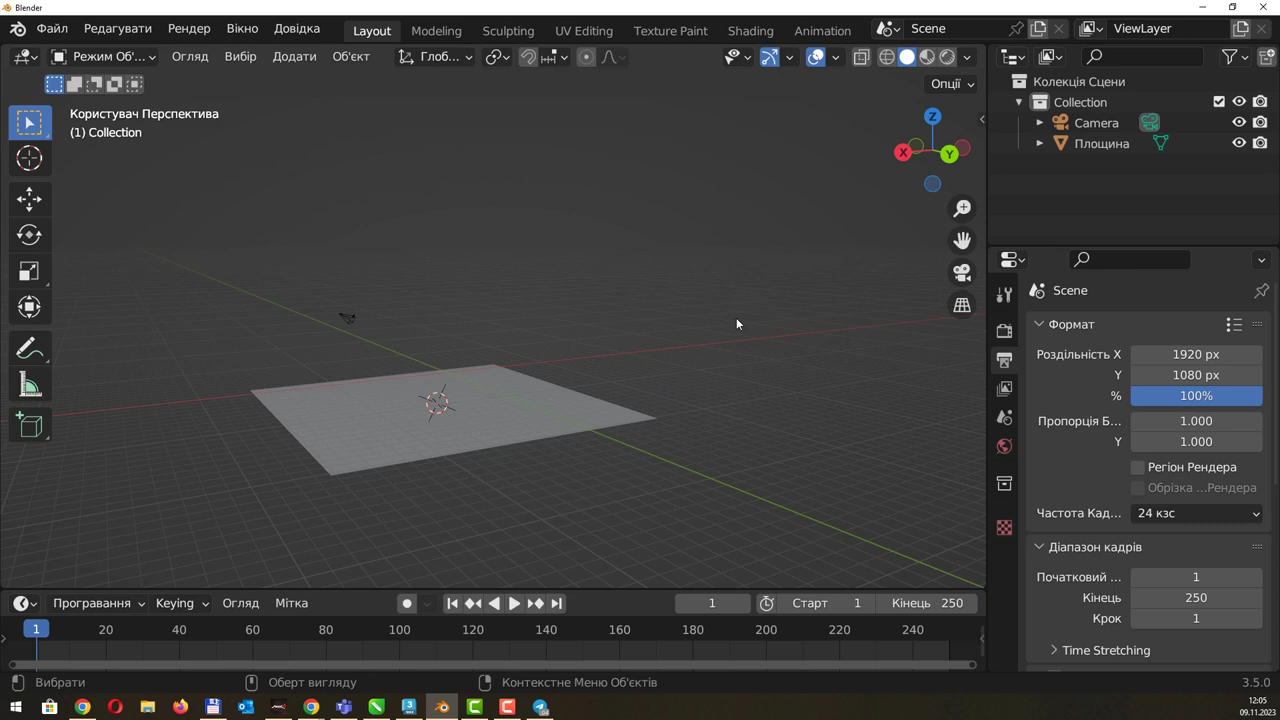 Blender
Файл Редагувати Рендер Вікно Довідка Layout Modeling Sculpting UV Editing Texture Paint Shading Animation Scene ViewLayer
Режим Об'... Огляд Вибір Додати Об'єкт Глоб...
Опції
Користувач Перспектива
(1) Collection
Z
X
Y
Колекція Сцени
Collection
Camera
Площина
Scene
Формат
Роздільність X 1920 px
Y 1080 px
% 100%
Пропорція Б... 1.000
Y 1.000
Регіон Рендера
Обрізка ...Рендера
Частота Кад... 24 кзс
Діапазон кадрів
Початковий ... 1
Кінець 250
Крок 1
Time Stretching
Програвання Keying Огляд Мітка 1 Старт 1 Кінець 250
1 20 40 60 80 100 120 140 160 180 200 220 240
Вибрати Оберт вигляду Контекстне Меню Об'єктів 3.5.0
12:05
09.11.2023